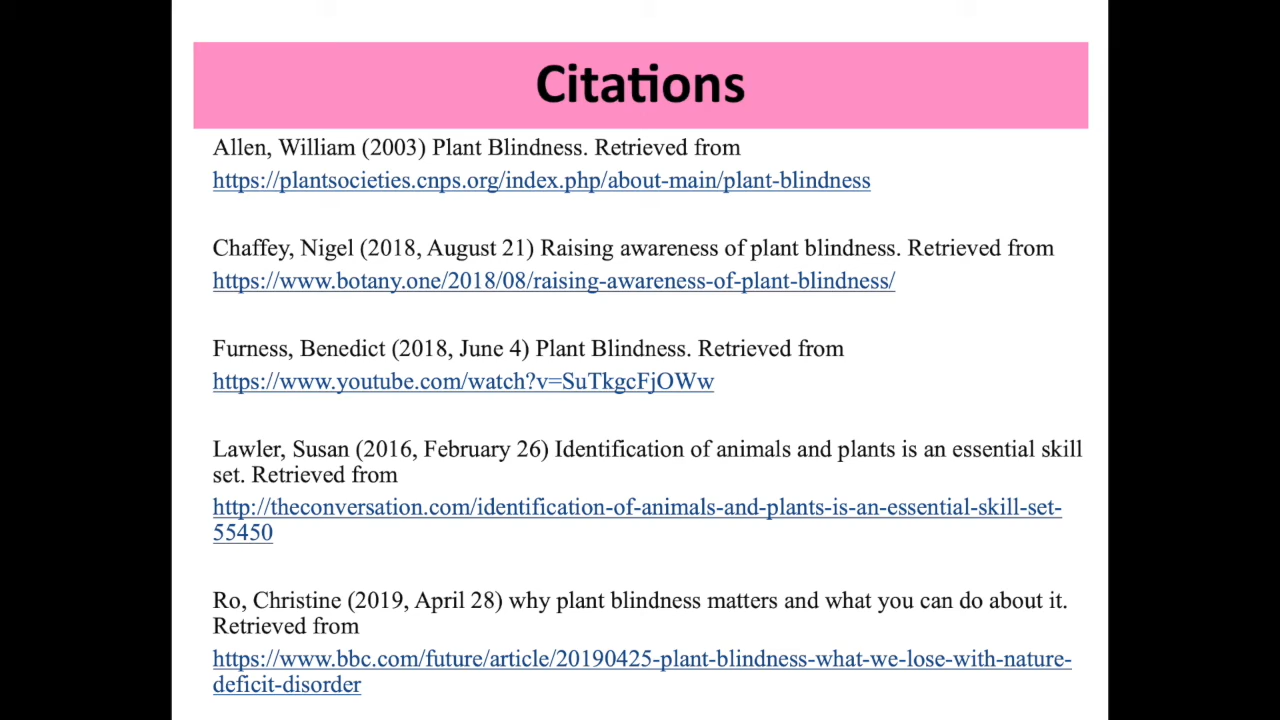 Citations
Allen, William (2003) Plant Blindness. Retrieved from
https://plantsocieties.cnps.org/index.php/about-main/plant-blindness
Chaffey, Nigel (2018, August 21) Raising awareness of plant blindness. Retrieved from
https://www.botany.one/2018/08/raising-awareness-of-plant-blindness/
Furness, Benedict (2018, June 4) Plant Blindness. Retrieved from
https://www.youtube.com/watch?v=SuTkgcFjOWw
Lawler, Susan (2016, February 26) Identification of animals and plants is an essential skill
set. Retrieved from
http://theconversation.com/identification-of-animals-and-plants-is-an-essential-skill-set-
55450
Ro, Christine (2019, April 28) why plant blindness matters and what you can do about it.
Retrieved from
https://www.bbc.com/future/article/20190425-plant-blindness-what-we-lose-with-nature-
deficit-disorder